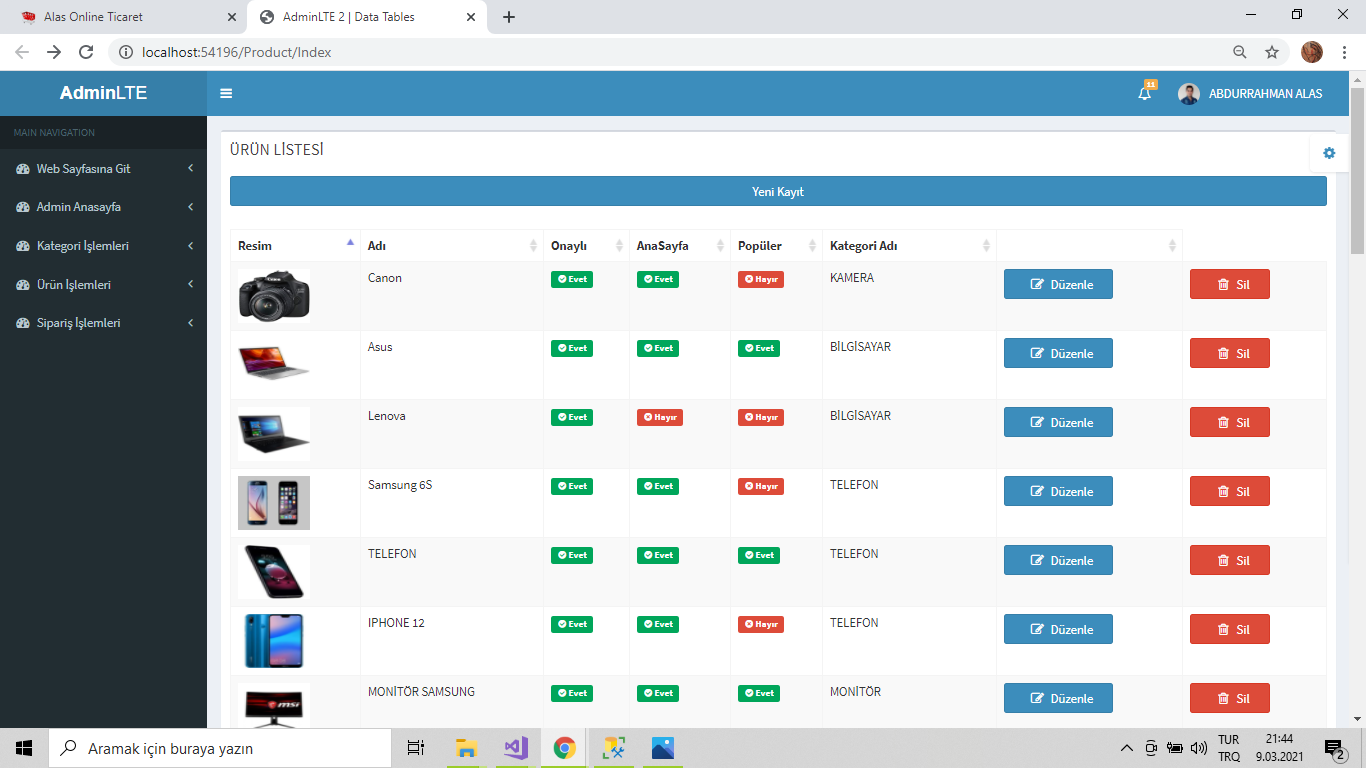 Alas Online Ticaret
AdminLTE 2 | Data Tables
localhost:54196/Product/Index
AdminLTE
11
ABDURRAHMAN ALAS
MAIN NAVIGATION
Web Sayfasına Git
Admin Anasayfa
Kategori İşlemleri
Ürün İşlemleri
Sipariş İşlemleri
ÜRÜN LİSTESİ
Yeni Kayıt
Resim Adı Onaylı AnaSayfa Popüler Kategori Adı
Canon Evet Evet Hayır KAMERA Düzenle Sil
Asus Evet Evet Evet BİLGİSAYAR Düzenle Sil
Lenova Evet Hayır Hayır BİLGİSAYAR Düzenle Sil
Samsung 6S Evet Evet Hayır TELEFON Düzenle Sil
TELEFON Evet Evet Evet TELEFON Düzenle Sil
IPHONE 12 Evet Evet Hayır TELEFON Düzenle Sil
MONİTÖR SAMSUNG Evet Evet Evet MONİTÖR Düzenle Sil
msi
Aramak için buraya yazın
TUR
TRQ
21:44
9.03.2021
2